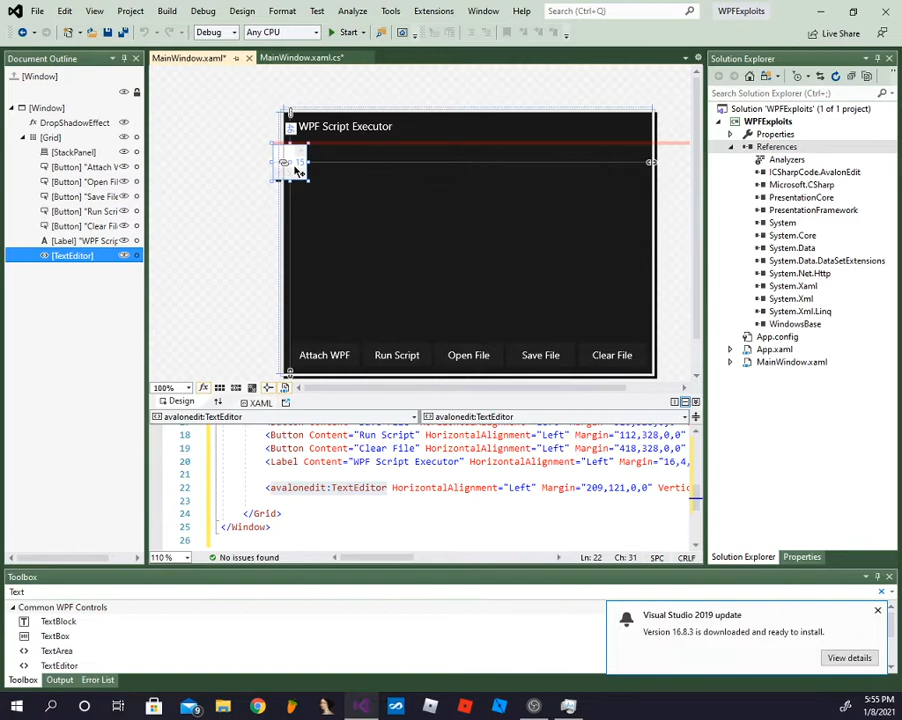 File Edit View Git Project Build Debug Design Format Test Analyze Tools Extensions Window Help Search (Ctrl+Q) WPFExploits
Debug Any CPU Start Live Share
Document Outline
[Window]
[Window]
DropShadowEffect
[Grid]
[StackPanel]
[Button] "Attach V
[Button] "Open Fi
[Button] "Save File
[Button] "Run Scri
[Button] "Clear Fil
[Label] "WPF Scrip
[TextEditor]
MainWindow.xaml* MainWindow.xaml.cs*
WPF Script Executor
46
15
Attach WPF Run Script Open File Save File Clear File
100%
Design XAML
avalonedit:TextEditor avalonedit:TextEditor
18 <Button Content="Run Script" HorizontalAlignment="Left" Margin="112,328,0,0"
19 <Button Content="Clear File" HorizontalAlignment="Left" Margin="418,328,0,0"
20 <Label Content="WPF Script Executor" HorizontalAlignment="Left" Margin="16,4,
21
22 <avalonedit:TextEditor HorizontalAlignment="Left" Margin="209,121,0,0" Vertic
23
24 </Grid>
25 </Window>
26
110% No issues found Ln: 22 Ch: 31 SPC CRLF
Solution Explorer
Search Solution Explorer (Ctrl+;)
Solution 'WPFExploits' (1 of 1 project)
WPFExploits
Properties
References
Analyzers
ICSharpCode.AvalonEdit
Microsoft.CSharp
PresentationCore
PresentationFramework
System
System.Core
System.Data
System.Data.DataSetExtensions
System.Net.Http
System.Xaml
System.Xml
System.Xml.Linq
WindowsBase
App.config
App.xaml
MainWindow.xaml
Solution Explorer Properties
Toolbox
Text
Common WPF Controls
TextBlock
TextBox
TextArea
TextEditor
Toolbox Output Error List
Visual Studio 2019 update
Version 16.8.3 is downloaded and ready to install.
View details
9
5:55 PM
1/8/2021